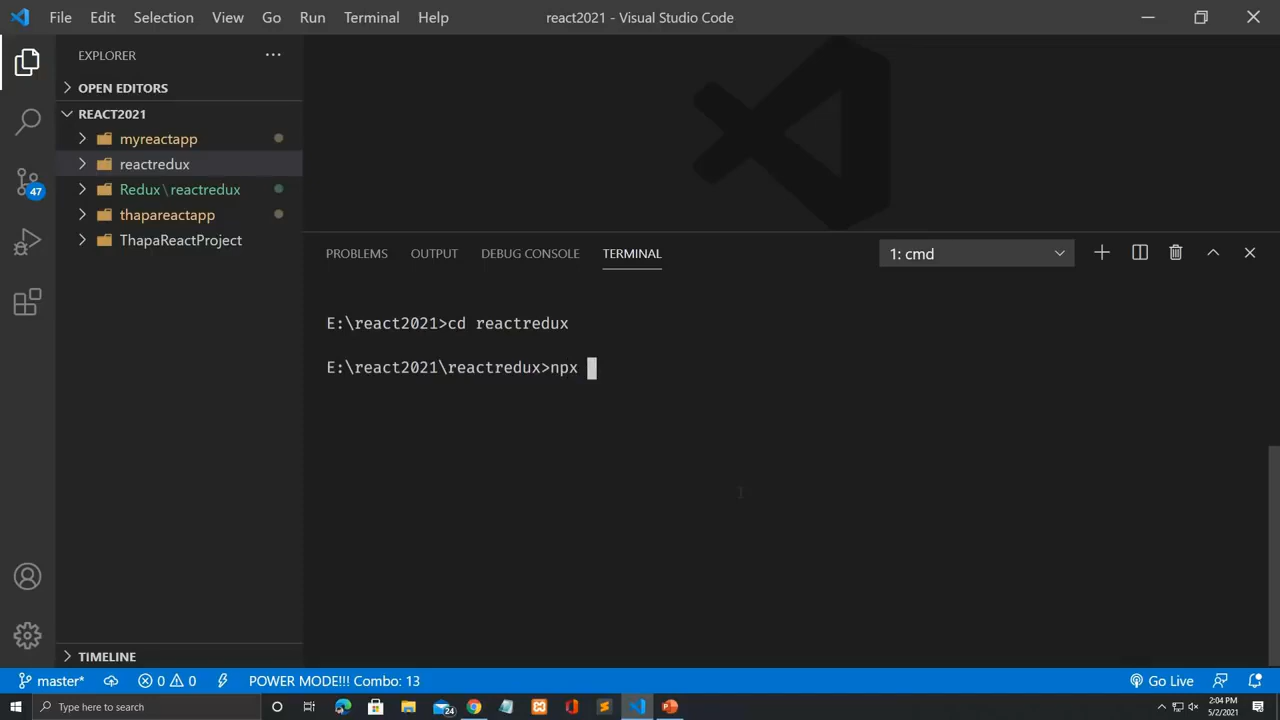 File Edit Selection View Go Run Terminal Help
react2021 - Visual Studio Code
EXPLORER
OPEN EDITORS
REACT2021
myreactapp
reactredux
Redux\reactredux
thapareactapp
ThapaReactProject
47
PROBLEMS OUTPUT DEBUG CONSOLE TERMINAL
1: cmd
E:\react2021>cd reactredux
E:\react2021\reactredux>npx
TIMELINE
master* 0 0 POWER MODE!!! Combo: 13 Go Live
Type here to search
24
2:04 PM
5/2/2021